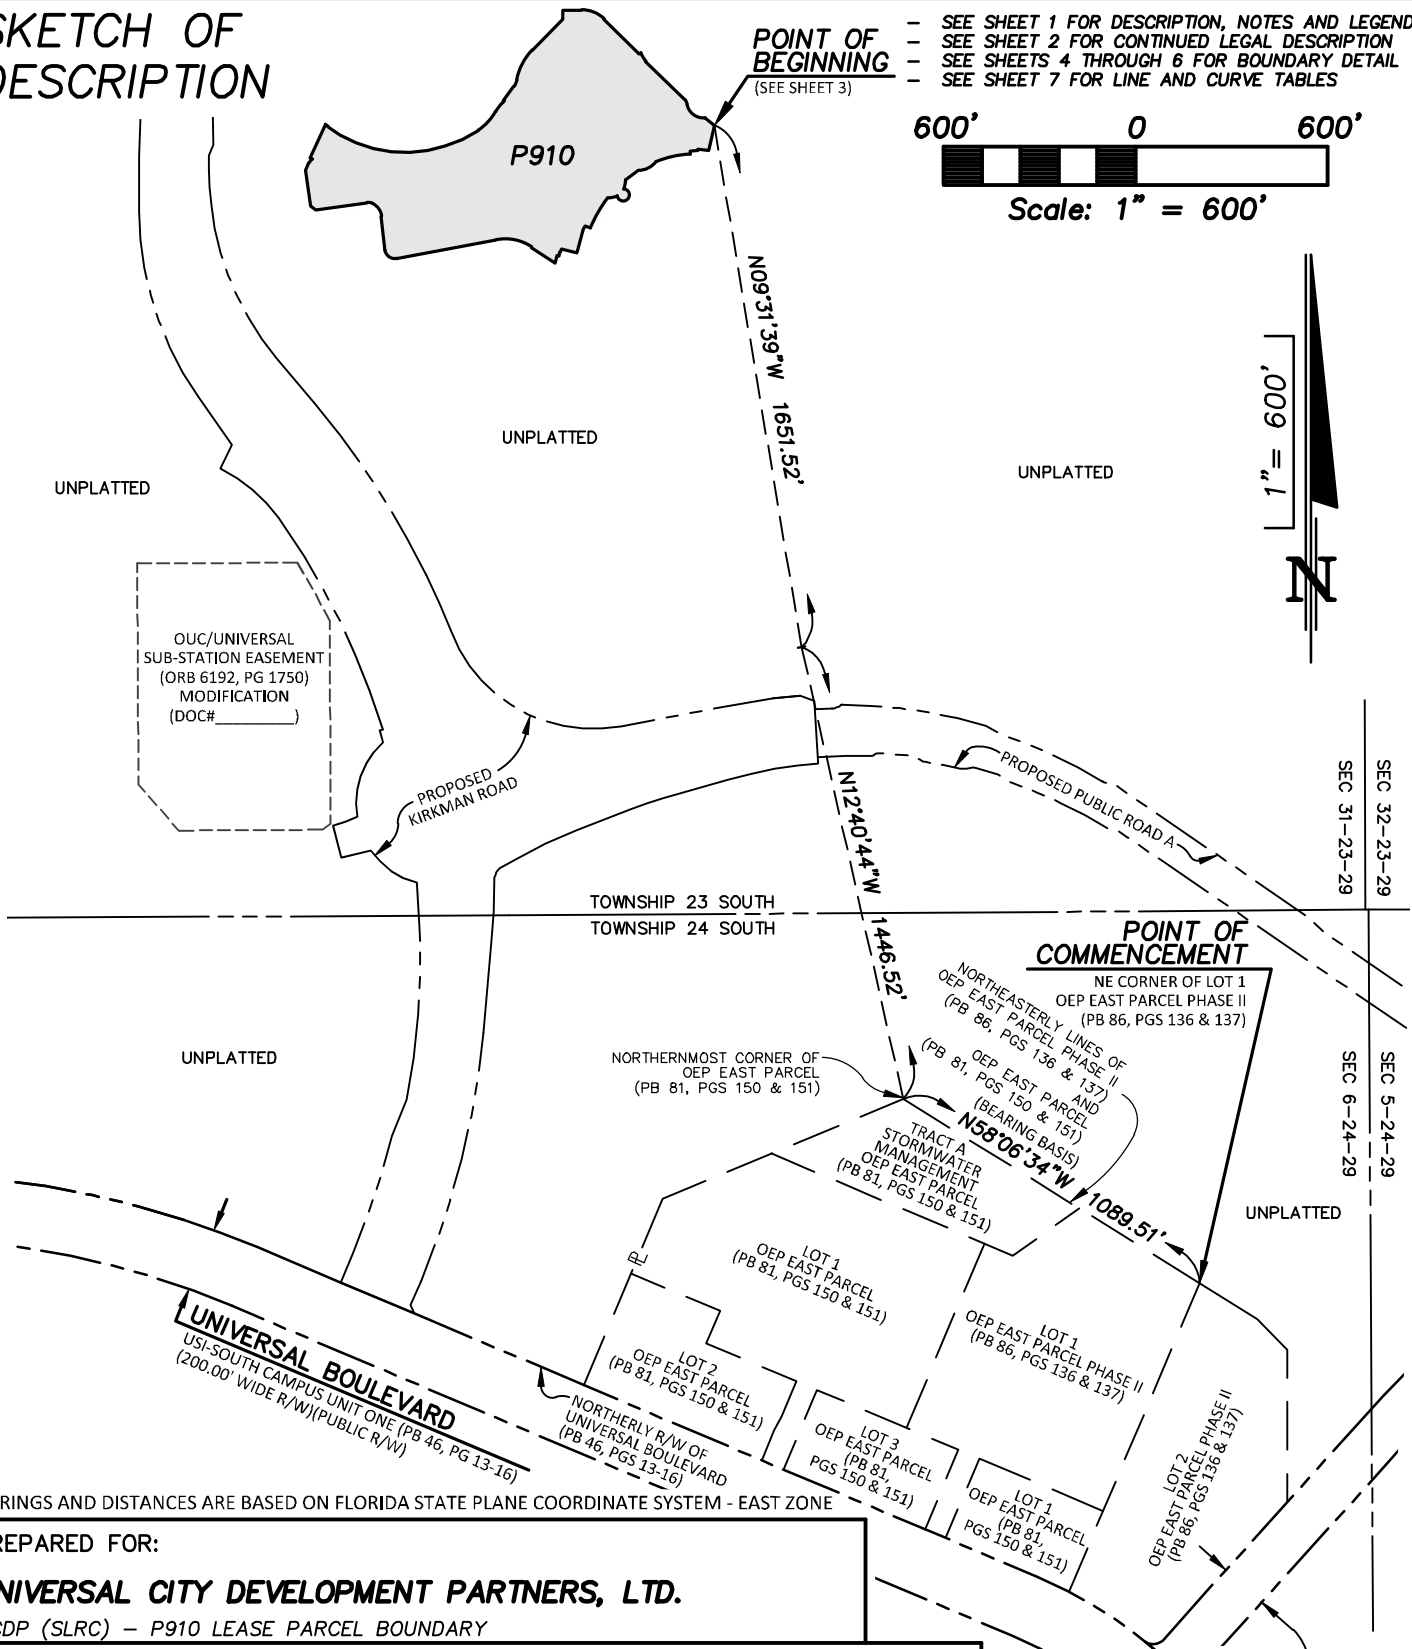 SKETCH OF
DESCRIPTION
POINT OF
BEGINNING
(SEE SHEET 3)
- SEE SHEET 1 FOR DESCRIPTION, NOTES AND LEGEND
- SEE SHEET 2 FOR CONTINUED LEGAL DESCRIPTION
- SEE SHEETS 4 THROUGH 6 FOR BOUNDARY DETAIL
- SEE SHEET 7 FOR LINE AND CURVE TABLES
600' 0 600'
Scale: 1" = 600'
P910
N09°31'39"W 1651.52'
1"= 600'
N
UNPLATTED
UNPLATTED
UNPLATTED
OUC/UNIVERSAL
SUB-STATION EASEMENT
(ORB 6192, PG 1750)
MODIFICATION
(DOC#_________)
PROPOSED
KIRKMAN ROAD
PROPOSED PUBLIC ROAD A
SEC 31-23-29
SEC 32-23-29
N12°40'44"W 1446.52'
TOWNSHIP 23 SOUTH
TOWNSHIP 24 SOUTH
POINT OF
COMMENCEMENT
NE CORNER OF LOT 1
OEP EAST PARCEL PHASE II
(PB 86, PGS 136 & 137)
NORTHEASTERLY LINES OF
OEP EAST PARCEL PHASE II
(PB 86, PGS 136 & 137)
AND
OEP EAST PARCEL
(PB 81, PGS 150 & 151)
(BEARING BASIS)
N58°06'34"W 1089.51'
UNPLATTED
NORTHERNMOST CORNER OF
OEP EAST PARCEL
(PB 81, PGS 150 & 151)
SEC 6-24-29
SEC 5-24-29
TRACT A
STORMWATER
MANAGEMENT
OEP EAST PARCEL
(PB 81, PGS 150 & 151)
UNPLATTED
PL
LOT 1
OEP EAST PARCEL
(PB 81, PGS 150 & 151)
LOT 1
OEP EAST PARCEL PHASE II
(PB 86, PGS 136 & 137)
LOT 2
OEP EAST PARCEL
(PB 81, PGS 150 & 151)
LOT 3
OEP EAST PARCEL
(PB 81,
PGS 150 & 151)
LOT 1
OEP EAST PARCEL
(PB 81,
PGS 150 & 151)
LOT 2
OEP EAST PARCEL PHASE II
(PB 86, PGS 136 & 137)
UNIVERSAL BOULEVARD
USI-SOUTH CAMPUS UNIT ONE (PB 46, PG 13-16)
(200.00' WIDE R/W)(PUBLIC R/W)
NORTHERLY R/W OF
UNIVERSAL BOULEVARD
(PB 46, PGS 13-16)
RINGS AND DISTANCES ARE BASED ON FLORIDA STATE PLANE COORDINATE SYSTEM - EAST ZONE
REPARED FOR:
NIVERSAL CITY DEVELOPMENT PARTNERS, LTD.
CDP (SLRC) - P910 LEASE PARCEL BOUNDARY